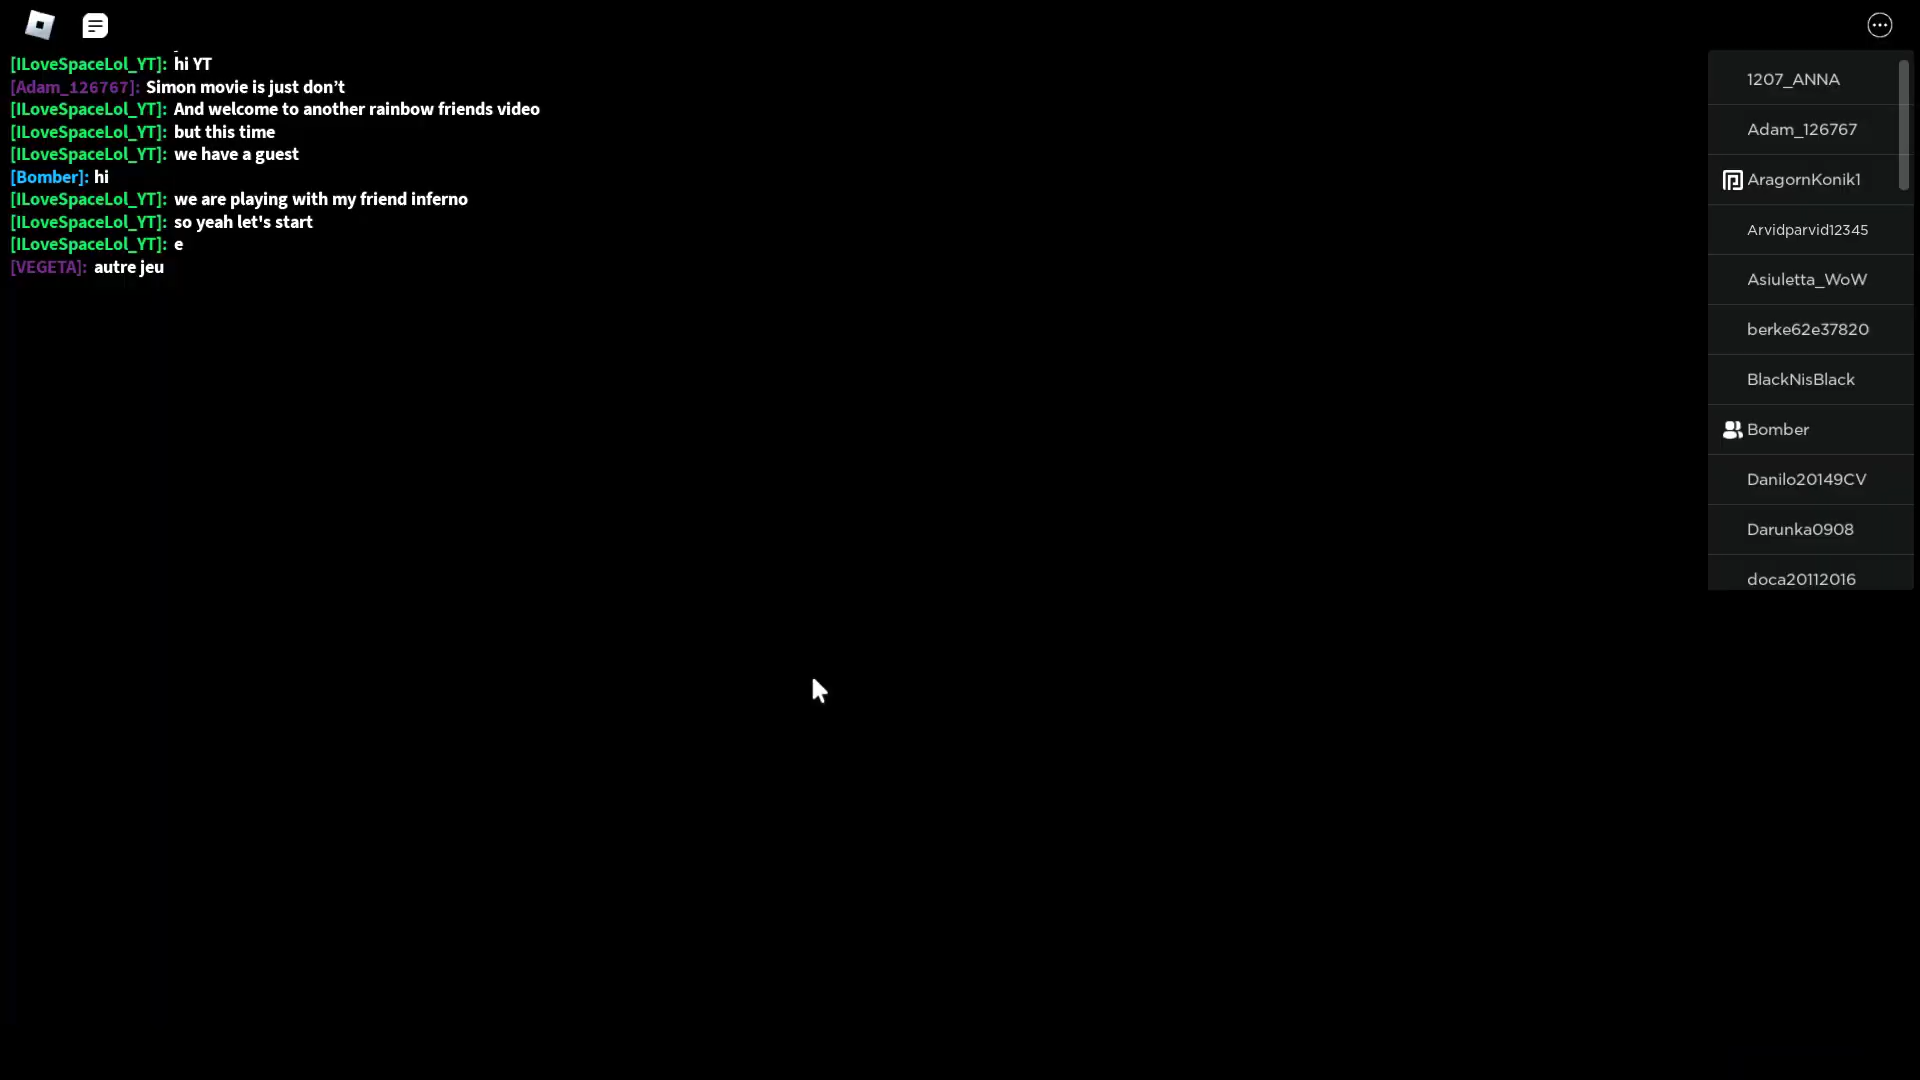 [ILoveSpaceLol_YT]: hi YT
[Adam_126767]: Simon movie is just don’t
[ILoveSpaceLol_YT]: And welcome to another rainbow friends video
[ILoveSpaceLol_YT]: but this time
[ILoveSpaceLol_YT]: we have a guest
[Bomber]: hi
[ILoveSpaceLol_YT]: we are playing with my friend inferno
[ILoveSpaceLol_YT]: so yeah let's start
[ILoveSpaceLol_YT]: e
[VEGETA]: autre jeu
1207_ANNA
Adam_126767
AragornKonik1
Arvidparvid12345
Asiuletta_WoW
berke62e37820
BlackNisBlack
Bomber
Danilo20149CV
Darunka0908
doca20112016